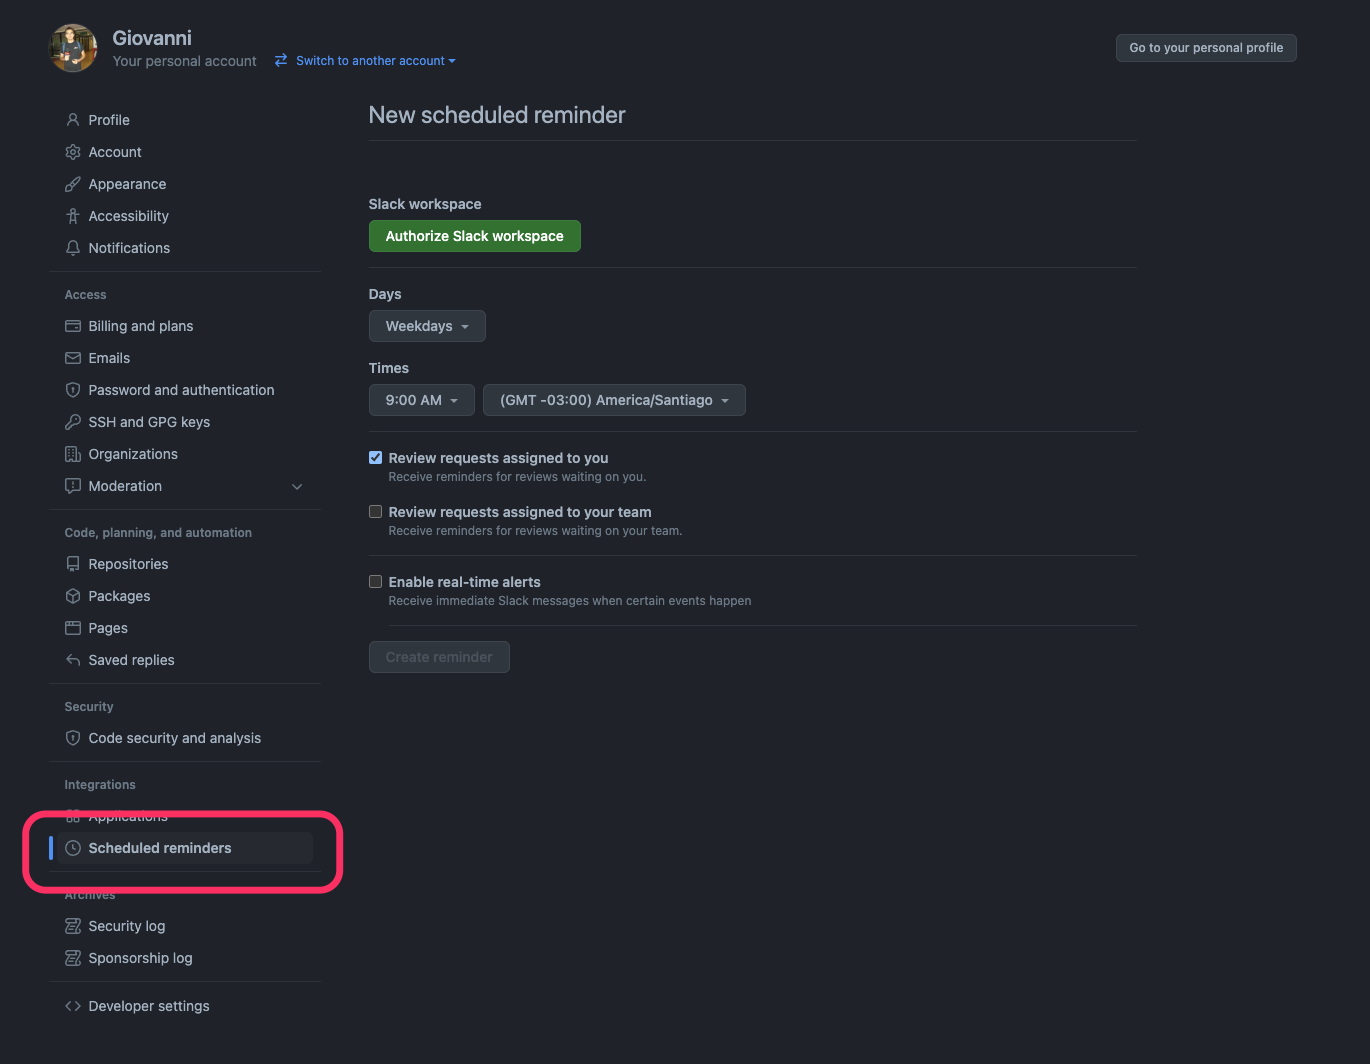 Giovanni
Your personal account
Switch to another account
Go to your personal profile
Profile
Account
Appearance
Accessibility
Notifications
Access
Billing and plans
Emails
Password and authentication
SSH and GPG keys
Organizations
Moderation
Code, planning, and automation
Repositories
Packages
Pages
Saved replies
Security
Code security and analysis
Integrations
Applications
Scheduled reminders
Archives
Security log
Sponsorship log
Developer settings
New scheduled reminder
Slack workspace
Authorize Slack workspace
Days
Weekdays
Times
9:00 AM (GMT -03:00) America/Santiago
Review requests assigned to you
Receive reminders for reviews waiting on you.
Review requests assigned to your team
Receive reminders for reviews waiting on your team.
Enable real-time alerts
Receive immediate Slack messages when certain events happen
Create reminder